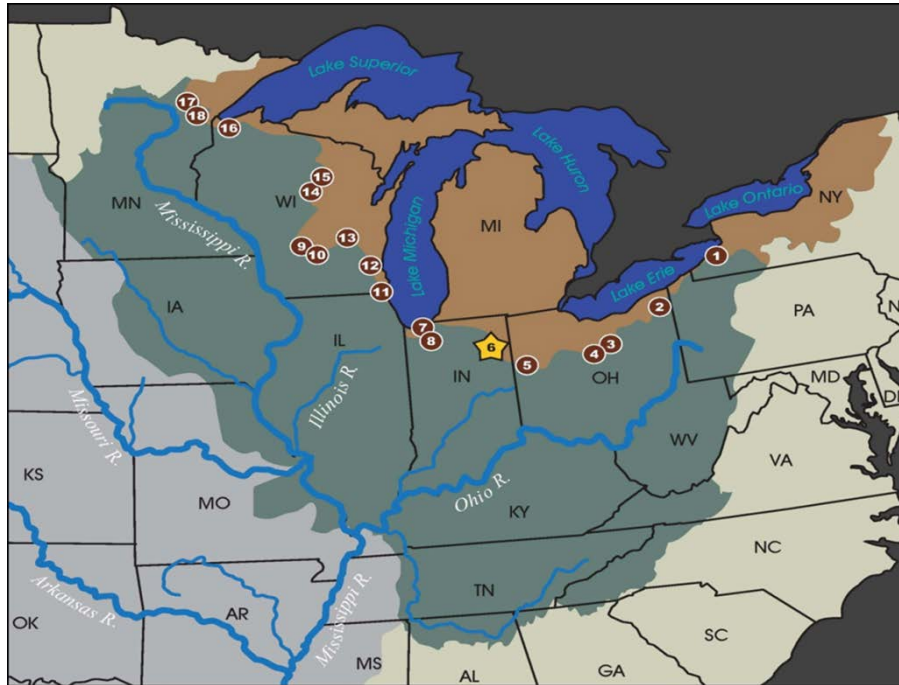 Lake Superior
17
18
16
Lake Huron
15
14
MN
WI
Mississippi R.
Lake Michigan
MI
Lake Ontario
NY
9
10
13
12
11
1
Lake Erie
2
PA
N
IA
7
8
6
5
4
3
IL
IN
OH
MD
DE
Illinois R.
WV
Missouri R.
VA
KS
MO
Ohio R.
KY
NC
Arkansas R.
AR
Mississippi R.
TN
OK
SC
MS
AL
GA